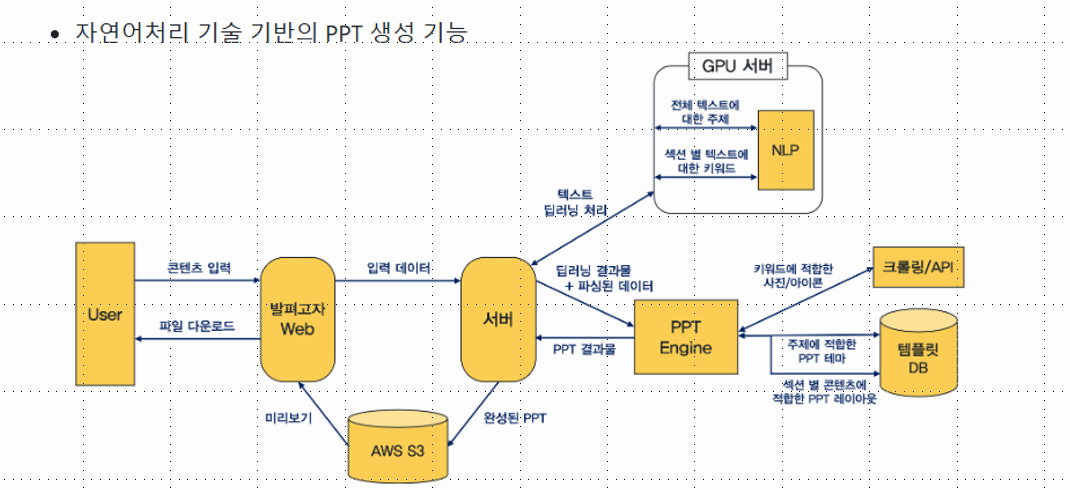 • 자연어처리 기술 기반의 PPT 생성 기능
GPU 서버
전체 텍스트에
대한 주제
NLP
섹션 별 텍스트에
대한 키워드
텍스트
딥러닝 처리
User
콘텐츠 입력
파일 다운로드
발표고자
Web
입력 데이터
서버
딥러닝 결과물
+ 파싱된 데이터
PPT 결과물
PPT
Engine
키워드에 적합한
사진/아이콘
크롤링/API
주제에 적합한
PPT 테마
섹션 별 콘텐츠에
적합한 PPT 레이아웃
템플릿
DB
미리보기
AWS S3
완성된 PPT